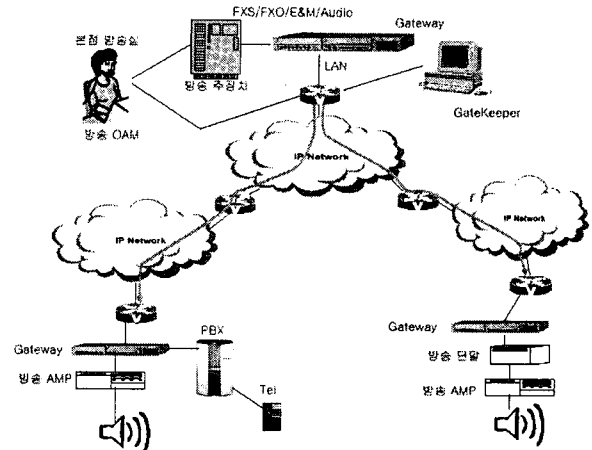 FXS/FXO/E&M/Audio
Gateway
본점 방송실
LAN
방송 주장치
방송 OAM
GateKeeper
IP Network
IP Network
IP Network
PBX
Gateway
Gateway
방송 단말
방송 AMP
Tel
방송 AMP